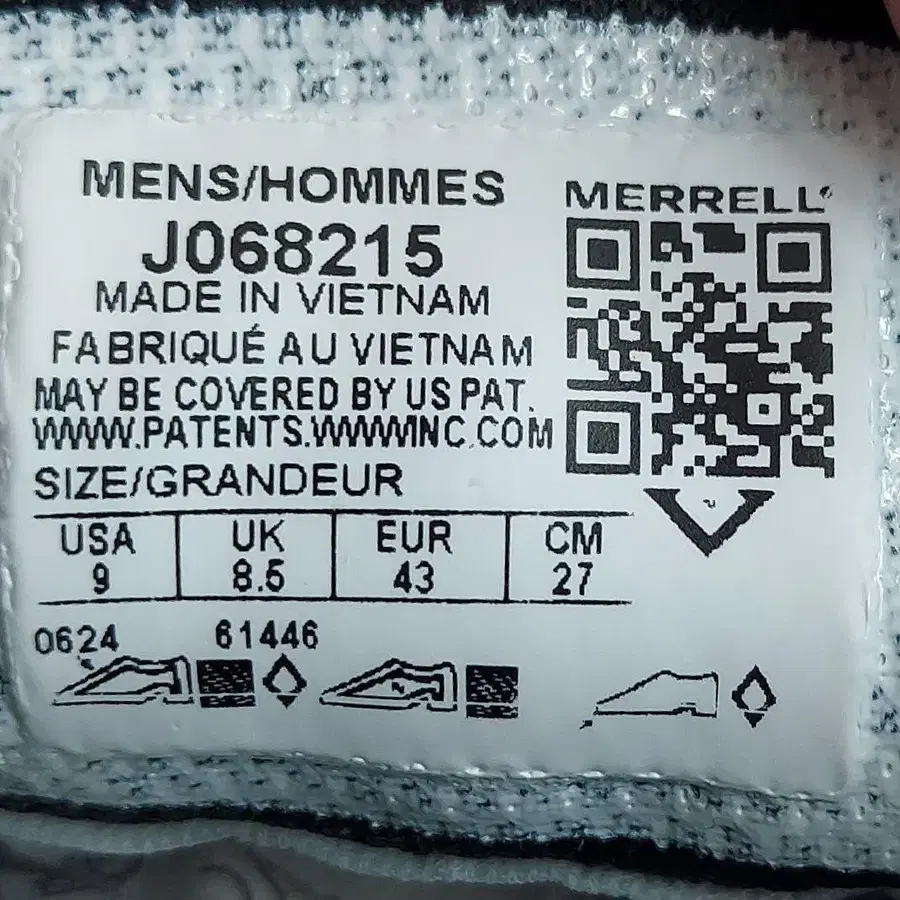 MENS/HOMMES
J068215
MADE IN VIETNAM
FABRIQUÉ AU VIETNAM
MAY BE COVERED BY US PAT.
WWW.PATENTS.WWWINC.COM
SIZE/GRANDEUR
USA UK EUR CM
9 8.5 43 27
0624 61446
MERRELL